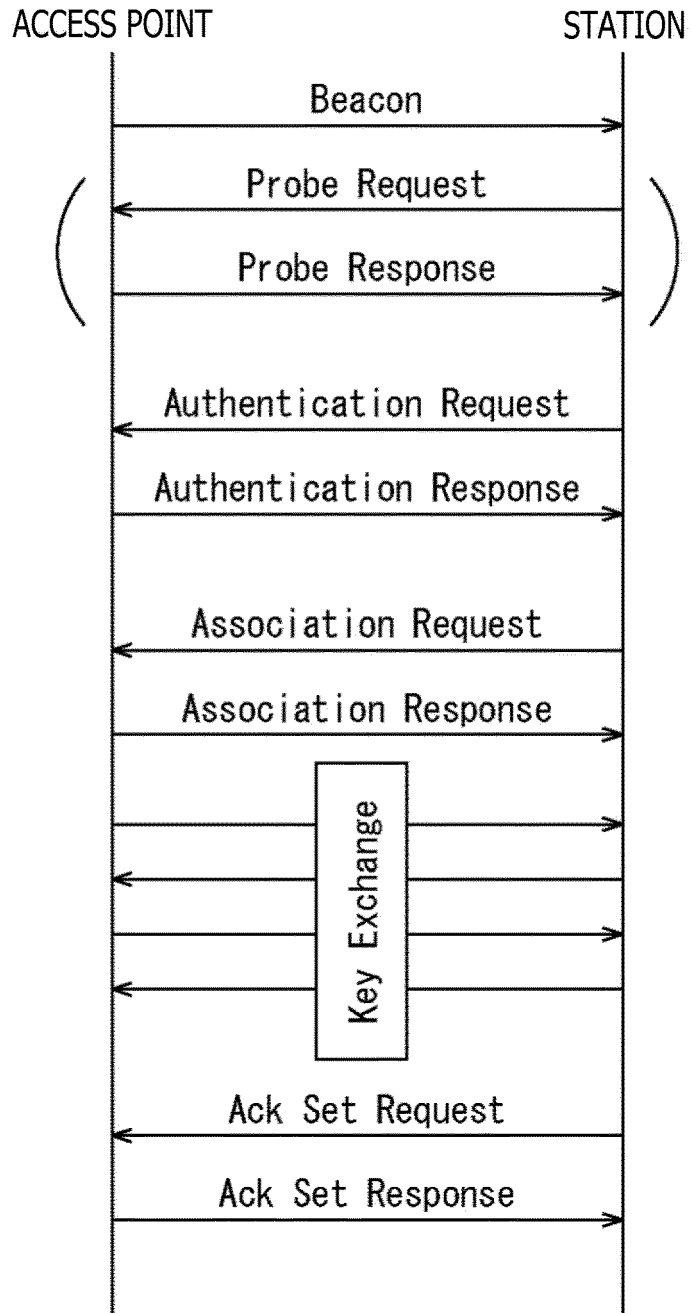 ACCESS POINT
STATION
Beacon
Probe Request
Probe Response
Authentication Request
Authentication Response
Association Request
Association Response
Key Exchange
Ack Set Request
Ack Set Response